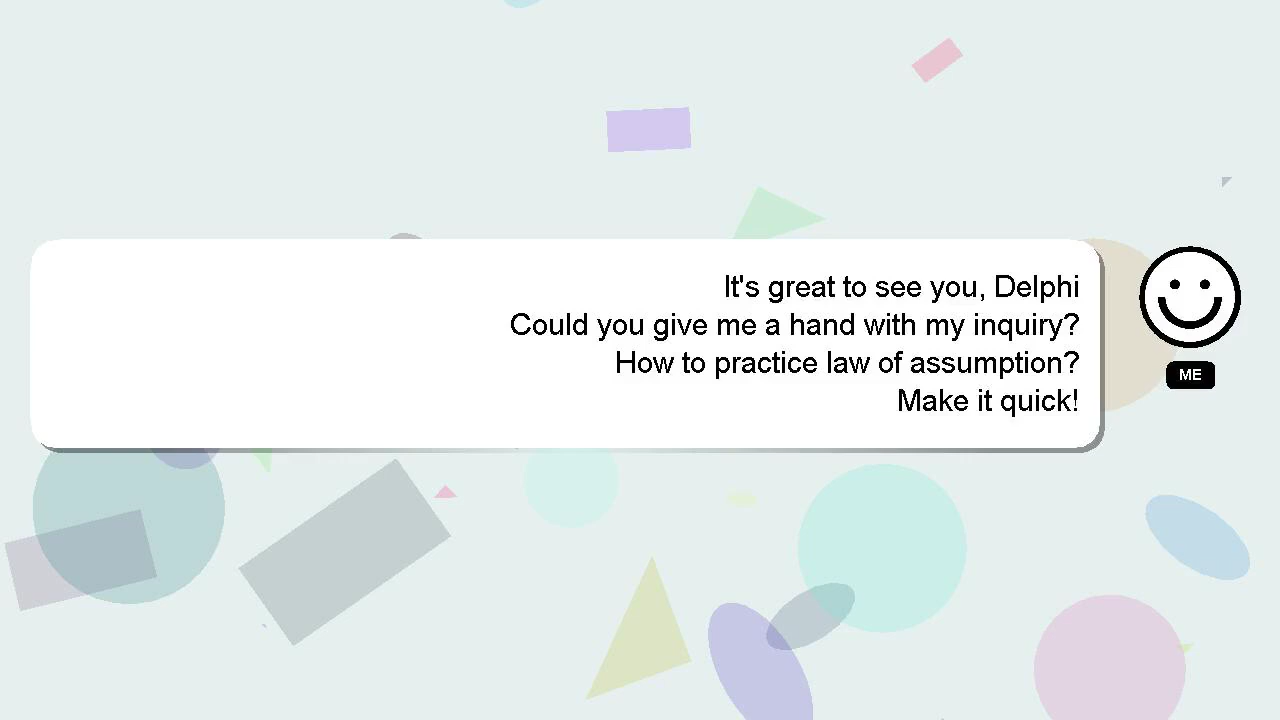 It's great to see you, Delphi
Could you give me a hand with my inquiry?
How to practice law of assumption?
Make it quick!
ME